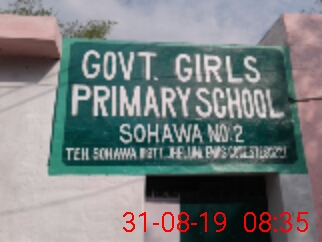 GOVT. GIRLS
PRIMARY SCHOOL
SOHAWA NO 2
TEH. SOHAWA DISTT. JHELUM
31-08-19 08:35